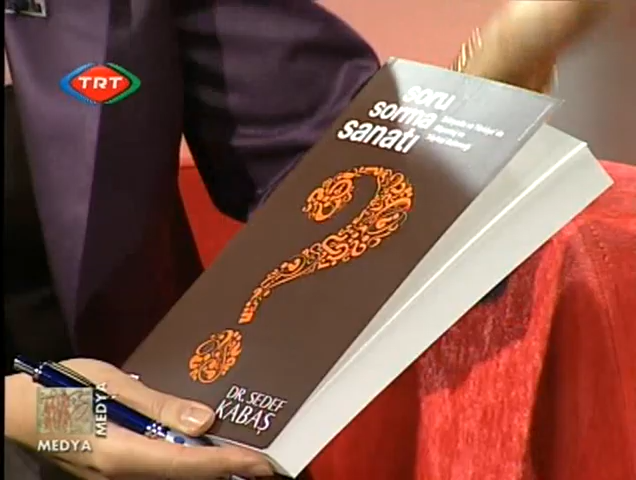 TRT
soru
sorma
sanatı
?
DR. SEDEF
KABAŞ
MEDYA
MEDYA